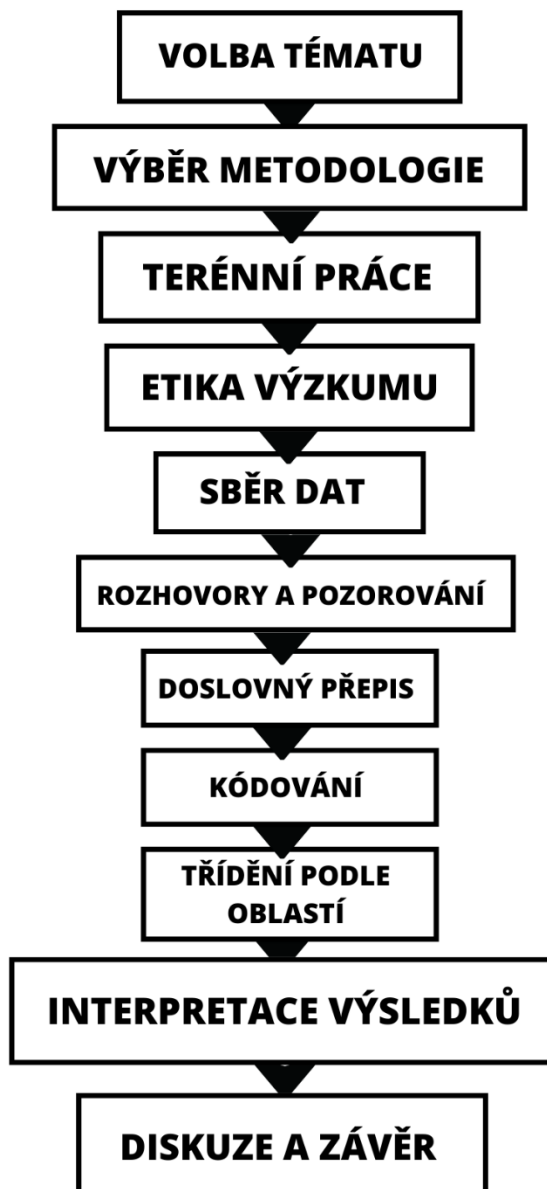 VOLBA TÉMATU
VÝBĚR METODOLOGIE
TERÉNNÍ PRÁCE
ETIKA VÝZKUMU
SBĚR DAT
ROZHOVORY A POZOROVÁNÍ
DOSLOVNÝ PŘEPIS
KÓDOVÁNÍ
TŘÍDĚNÍ PODLE
OBLASTÍ
INTERPRETACE VÝSLEDKŮ
DISKUZE A ZÁVĚR